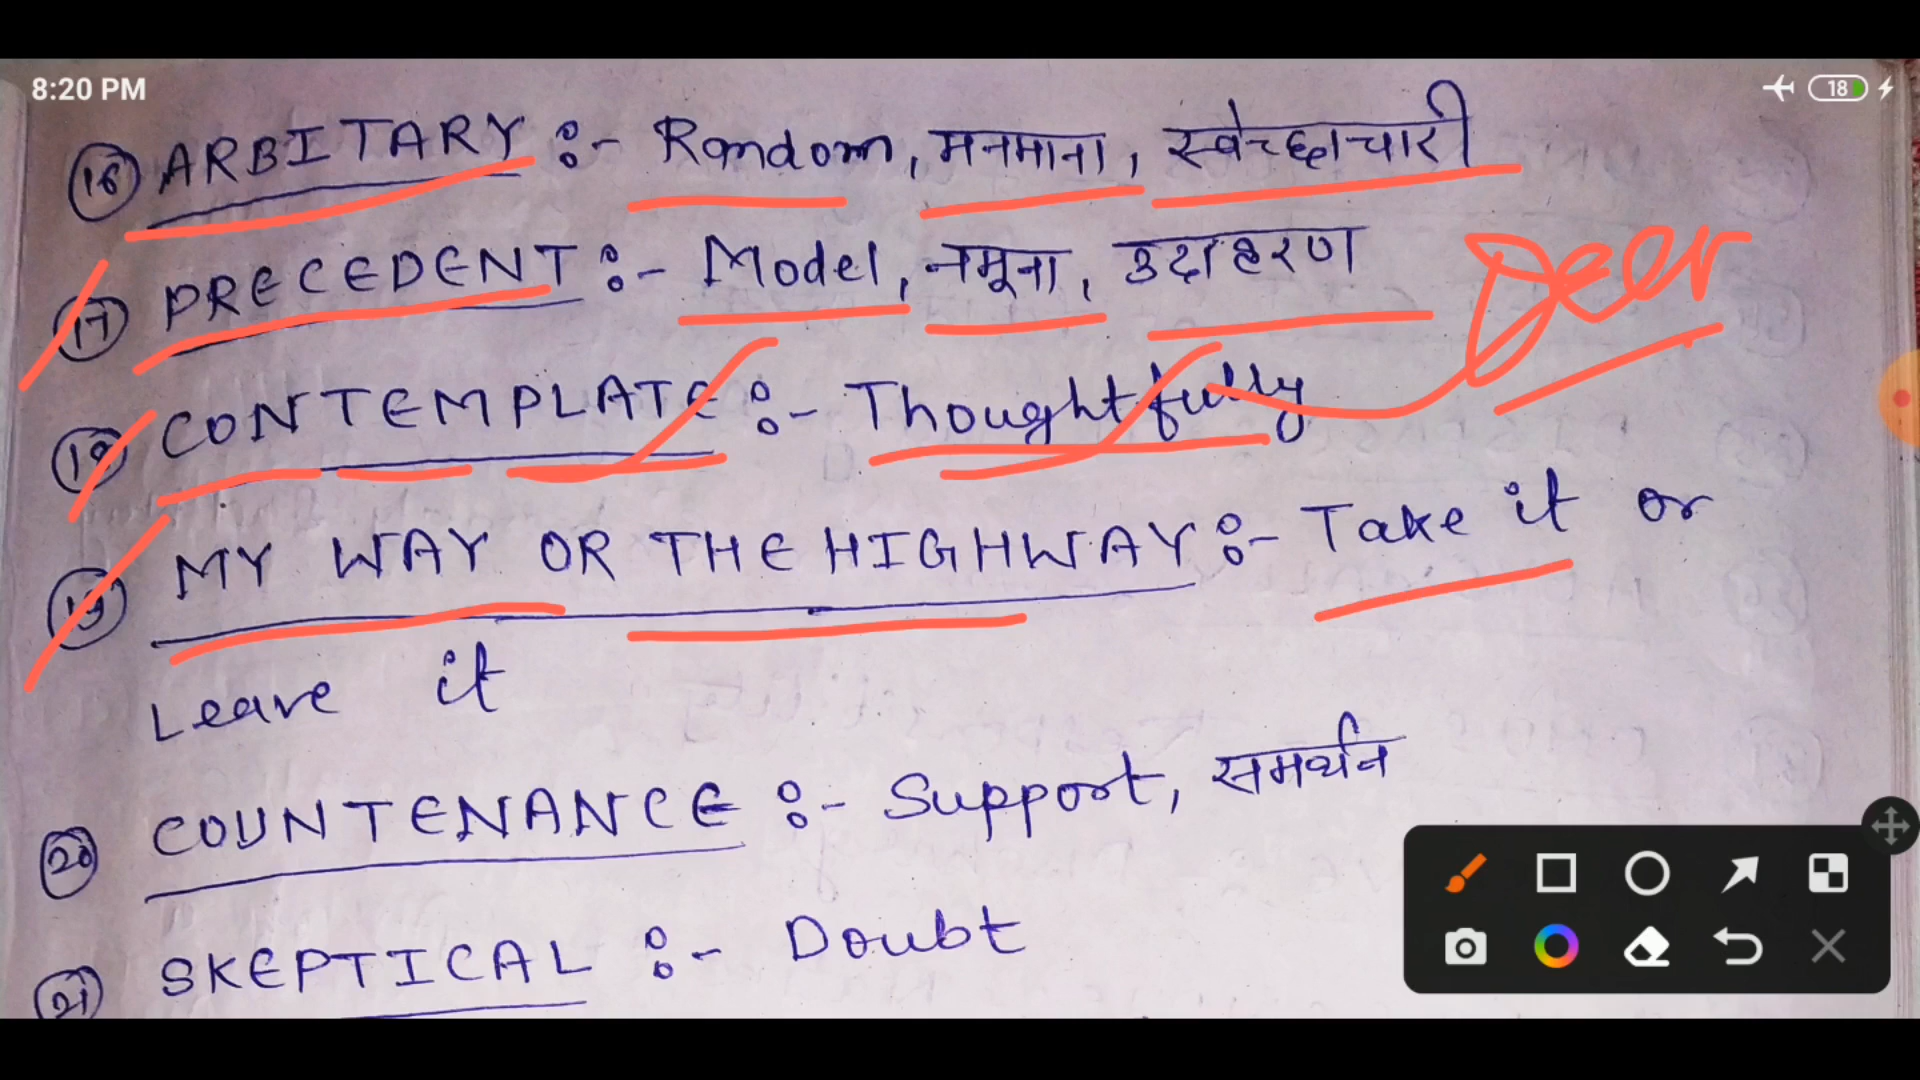 8:20 PM
18
(16) ARBITARY :- Random, मनमाना, स्वेच्छाचारी
(17) PRECEDENT :- Model, नमूना, उदाहरण
Deer
(18) CONTEMPLATE :- Thoughtfully
(19) MY WAY OR THE HIGHWAY :- Take it or
Leave it
(20) COUNTENANCE :- Support, समर्थन
(21) SKEPTICAL :- Doubt